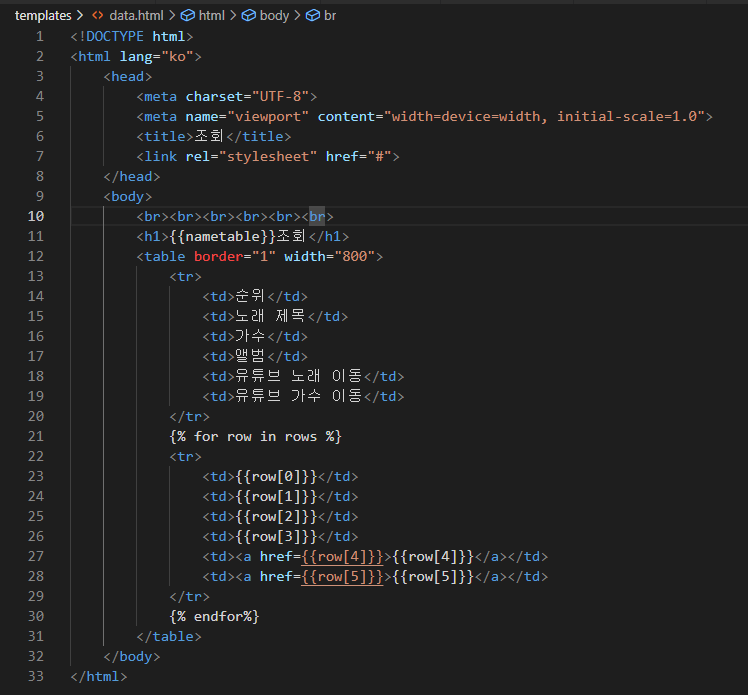 templates > <> data.html > html > body > br
1 <!DOCTYPE html>
2 <html lang="ko">
3 <head>
4 <meta charset="UTF-8">
5 <meta name="viewport" content="width=device-width, initial-scale=1.0">
6 <title>조회</title>
7 <link rel="stylesheet" href="#">
8 </head>
9 <body>
10 <br><br><br><br><br><br>
11 <h1>{{nametable}}조회</h1>
12 <table border="1" width="800">
13 <tr>
14 <td>순위</td>
15 <td>노래 제목</td>
16 <td>가수</td>
17 <td>앨범</td>
18 <td>유튜브 노래 이동</td>
19 <td>유튜브 가수 이동</td>
20 </tr>
21 {% for row in rows %}
22 <tr>
23 <td>{{row[0]}}</td>
24 <td>{{row[1]}}</td>
25 <td>{{row[2]}}</td>
26 <td>{{row[3]}}</td>
27 <td><a href={{row[4]}}>{{row[4]}}</a></td>
28 <td><a href={{row[5]}}>{{row[5]}}</a></td>
29 </tr>
30 {% endfor%}
31 </table>
32 </body>
33 </html>